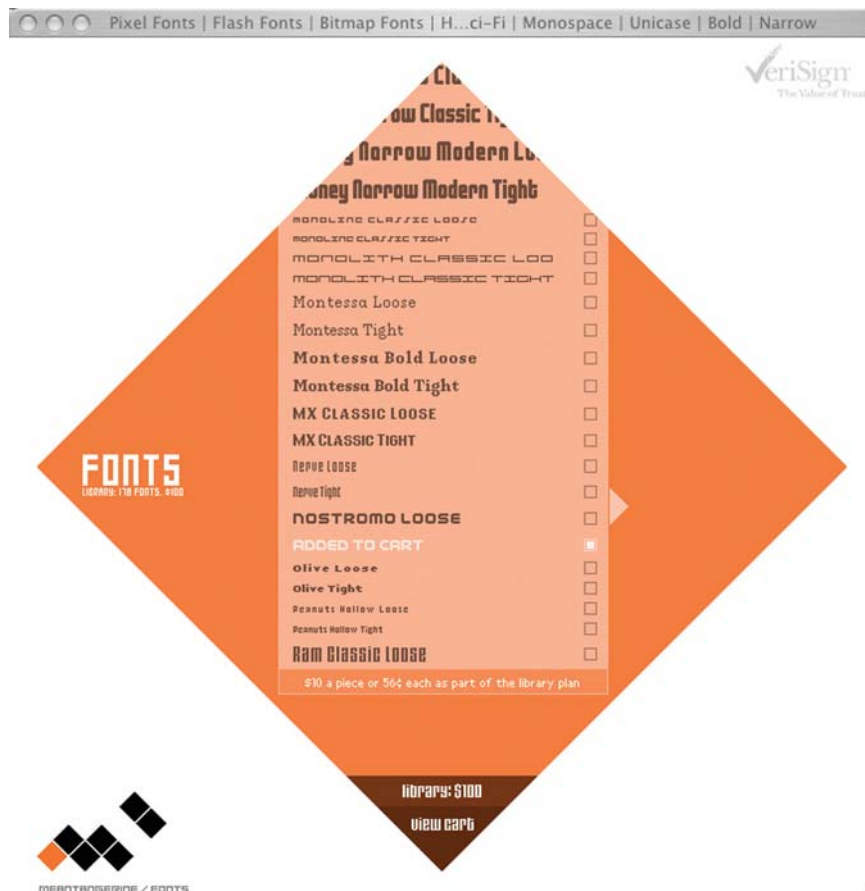 Pixel Fonts | Flash Fonts | Bitmap Fonts | H...ci-Fi | Monospace | Unicase | Bold | Narrow
VeriSign
The Value of Trust
Classic
Narrow Modern
Narrow Modern Tight
MONOLINE CLASSIC LOOSE
MONOLINE CLASSIC TIGHT
MONOLITH CLASSIC LOO
MONOLITH CLASSIC TIGHT
Montessa Loose
Montessa Tight
Montessa Bold Loose
Montessa Bold Tight
MX CLASSIC LOOSE
MX CLASSIC TIGHT
Nerve Loose
Nerve Tight
NOSTROMO LOOSE
ADDED TO CART
Olive Loose
Olive Tight
Peanuts Hollow Loose
Peanuts Hollow Tight
Ram Classic Loose
FONTS
LIBRARY: 178 FONTS, $100
$10 a piece or 56¢ each as part of the library plan
library: $100
view cart
MEANTANGERINE / FONTS